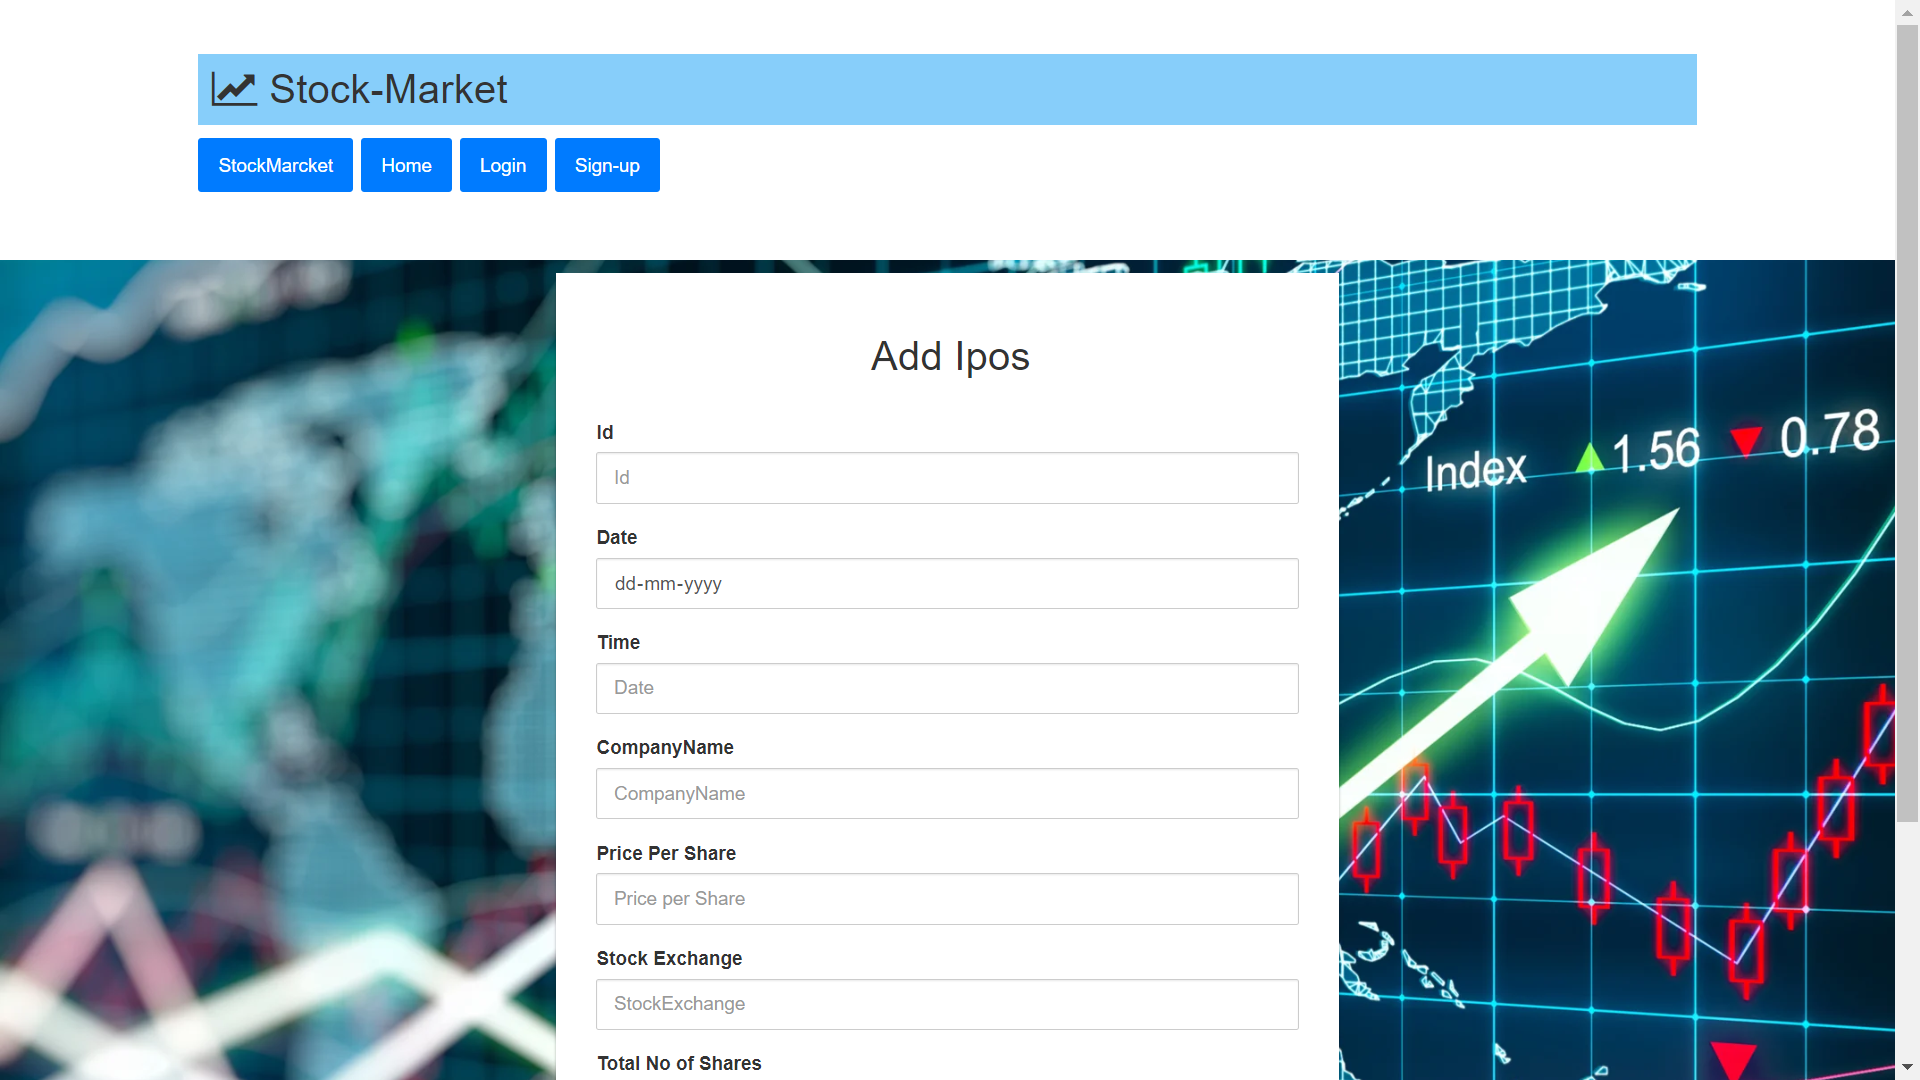 Stock-Market
StockMarcket Home Login Sign-up
Add Ipos
Id
Id
Date
dd-mm-yyyy
Time
Date
CompanyName
CompanyName
Price Per Share
Price per Share
Stock Exchange
StockExchange
Total No of Shares
Index 1.56 0.78